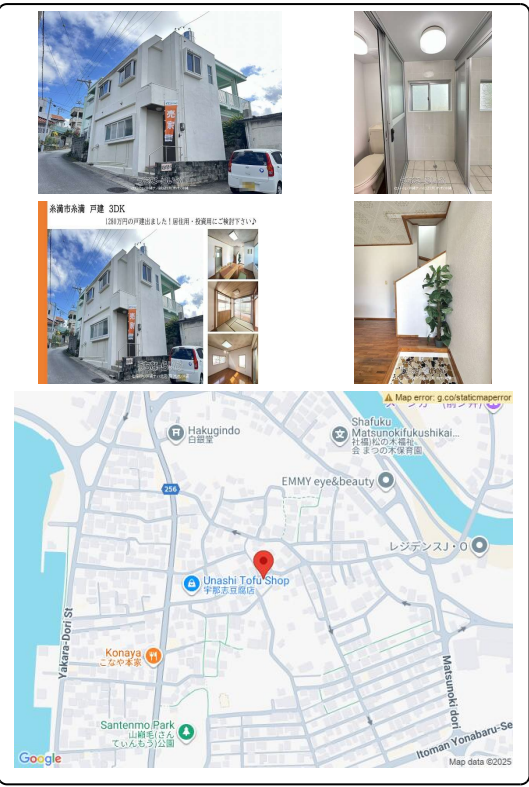 売家
糸満市糸満 戸建 3DK
1280万円の戸建出ました！居住用・投資用にご検討下さい♪
売家
Map error: g.co/staticmaperror
Hakugindo
白銀堂
Shafuku
Matsunokifukushikai...
社福)松の木福祉
会 まつの木保育園
256
EMMY eye&beauty
レジデンスJ・O
Unashi Tofu Shop
宇那志豆腐店
Yakara-Dori St
Konaya
こなや本家
Matsunoki dori
Santenmo Park
山巓毛(さん
てぃんもう)公園
Itoman Yonabaru-Se
Google
Map data ©2025